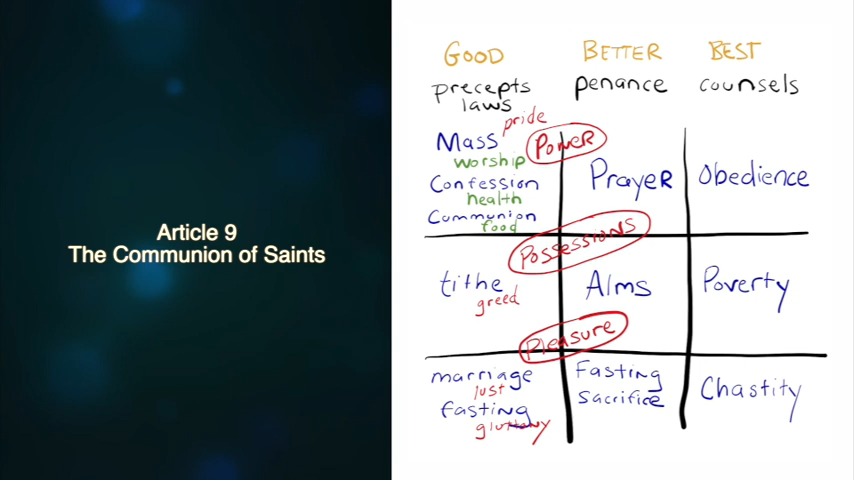 Article 9
The Communion of Saints
GOOD
BETTER
BEST
precepts
laws
penance
counsels
pride
Mass
POWER
worship
Confession
health
Communion
food
PrayeR
Obedience
Possessions
tithe
greed
Alms
Poverty
Pleasure
marriage
lust
fasting
gluttony
Fasting
Sacrifice
Chastity